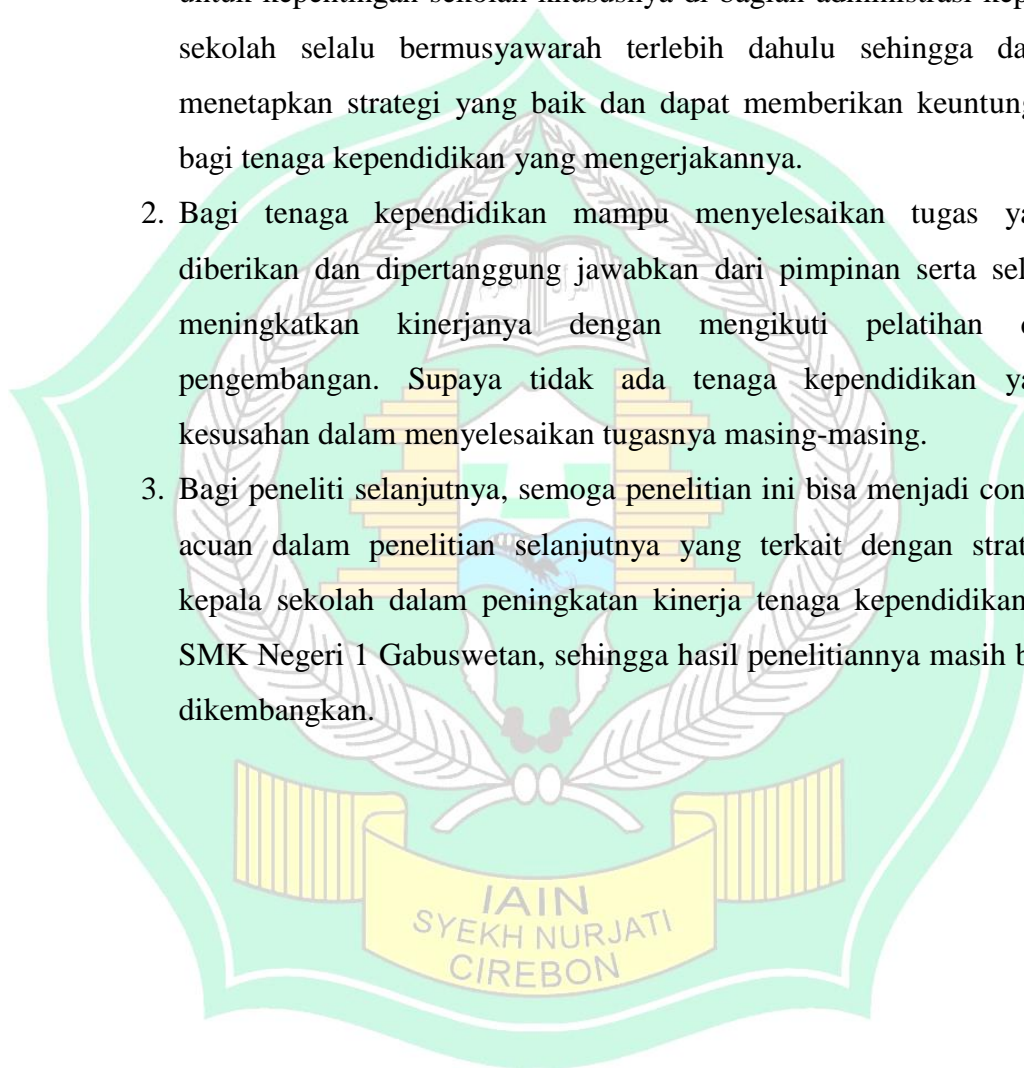 untuk kepentingan sekolah khususnya di bagian administrasi kep
sekolah selalu bermusyawarah terlebih dahulu sehingga da
menetapkan strategi yang baik dan dapat memberikan keuntung
bagi tenaga kependidikan yang mengerjakannya.
2. Bagi tenaga kependidikan mampu menyelesaikan tugas ya
diberikan dan dipertanggung jawabkan dari pimpinan serta sel
meningkatkan kinerjanya dengan mengikuti pelatihan
pengembangan. Supaya tidak ada tenaga kependidikan ya
kesusahan dalam menyelesaikan tugasnya masing-masing.
3. Bagi peneliti selanjutnya, semoga penelitian ini bisa menjadi con
acuan dalam penelitian selanjutnya yang terkait dengan strat
kepala sekolah dalam peningkatan kinerja tenaga kependidikan
SMK Negeri 1 Gabuswetan, sehingga hasil penelitiannya masih b
dikembangkan.
IAIN
SYEKH NURJATI
CIREBON